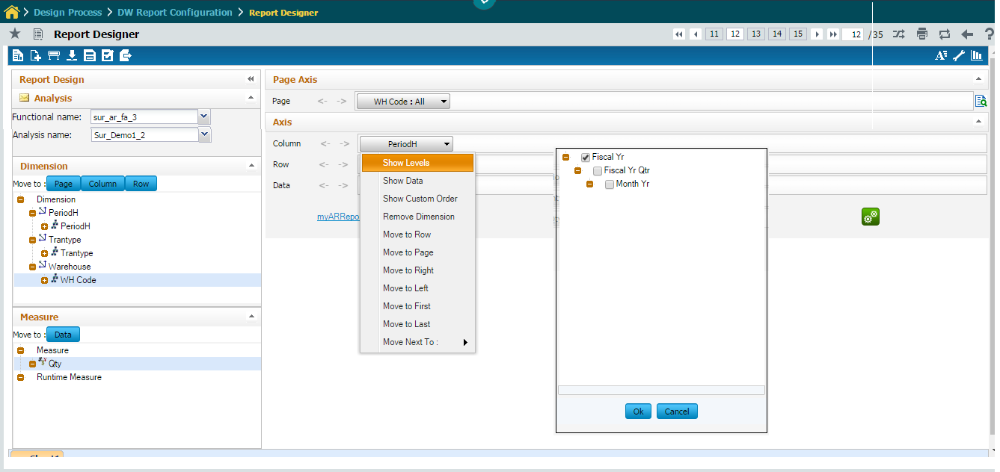 Design Process > DW Report Configuration > Report Designer
Report Designer
11 12 13 14 15 12 /35
Report Design
Analysis
Functional name: sur_ar_fa_3
Analysis name: Sur_Demo1_2
Dimension
Move to : Page Column Row
Dimension
PeriodH
PeriodH
Trantype
Trantype
Warehouse
WH Code
Measure
Move to : Data
Measure
Qty
Runtime Measure
Page Axis
Page <- -> WH Code : All
Axis
Column <- -> PeriodH
Row <- ->
Data <- ->
myARRepo
Show Levels
Show Data
Show Custom Order
Remove Dimension
Move to Row
Move to Page
Move to Right
Move to Left
Move to First
Move to Last
Move Next To :
Fiscal Yr
Fiscal Yr Qtr
Month Yr
Ok Cancel